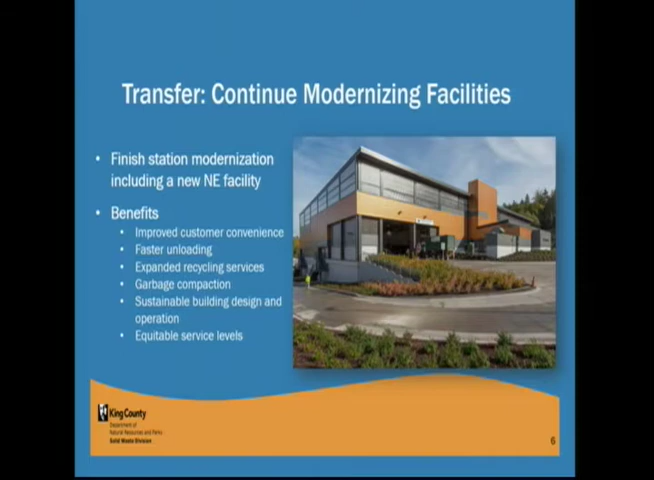 Transfer: Continue Modernizing Facilities
• Finish station modernization
including a new NE facility
• Benefits
• Improved customer convenience
• Faster unloading
• Expanded recycling services
• Garbage compaction
• Sustainable building design and
operation
• Equitable service levels
King County
Department of
Natural Resources and Parks
Solid Waste Division
6